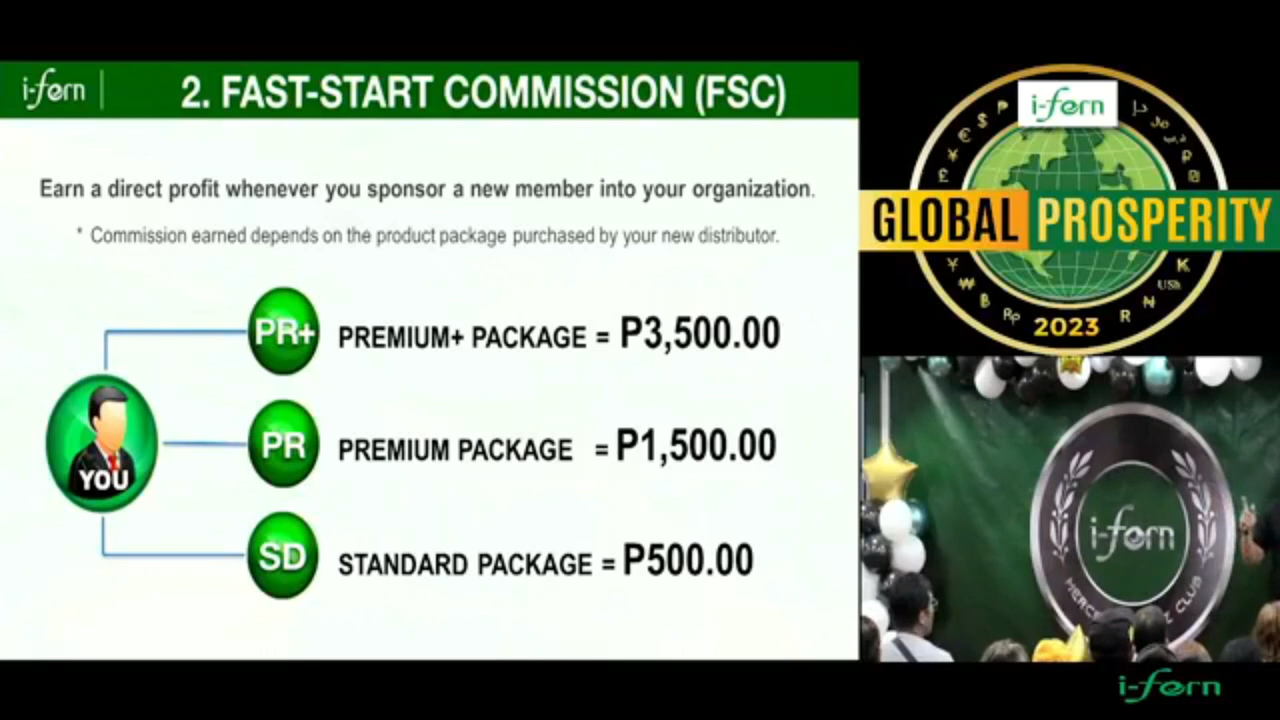 i-fern
2. FAST-START COMMISSION (FSC)
Earn a direct profit whenever you sponsor a new member into your organization.
* Commission earned depends on the product package purchased by your new distributor.
PR+ PREMIUM+ PACKAGE = P3,500.00
PR PREMIUM PACKAGE = P1,500.00
YOU
SD STANDARD PACKAGE = P500.00
i-fern
GLOBAL PROSPERITY
2023
i-fern
CLUB
i-fern